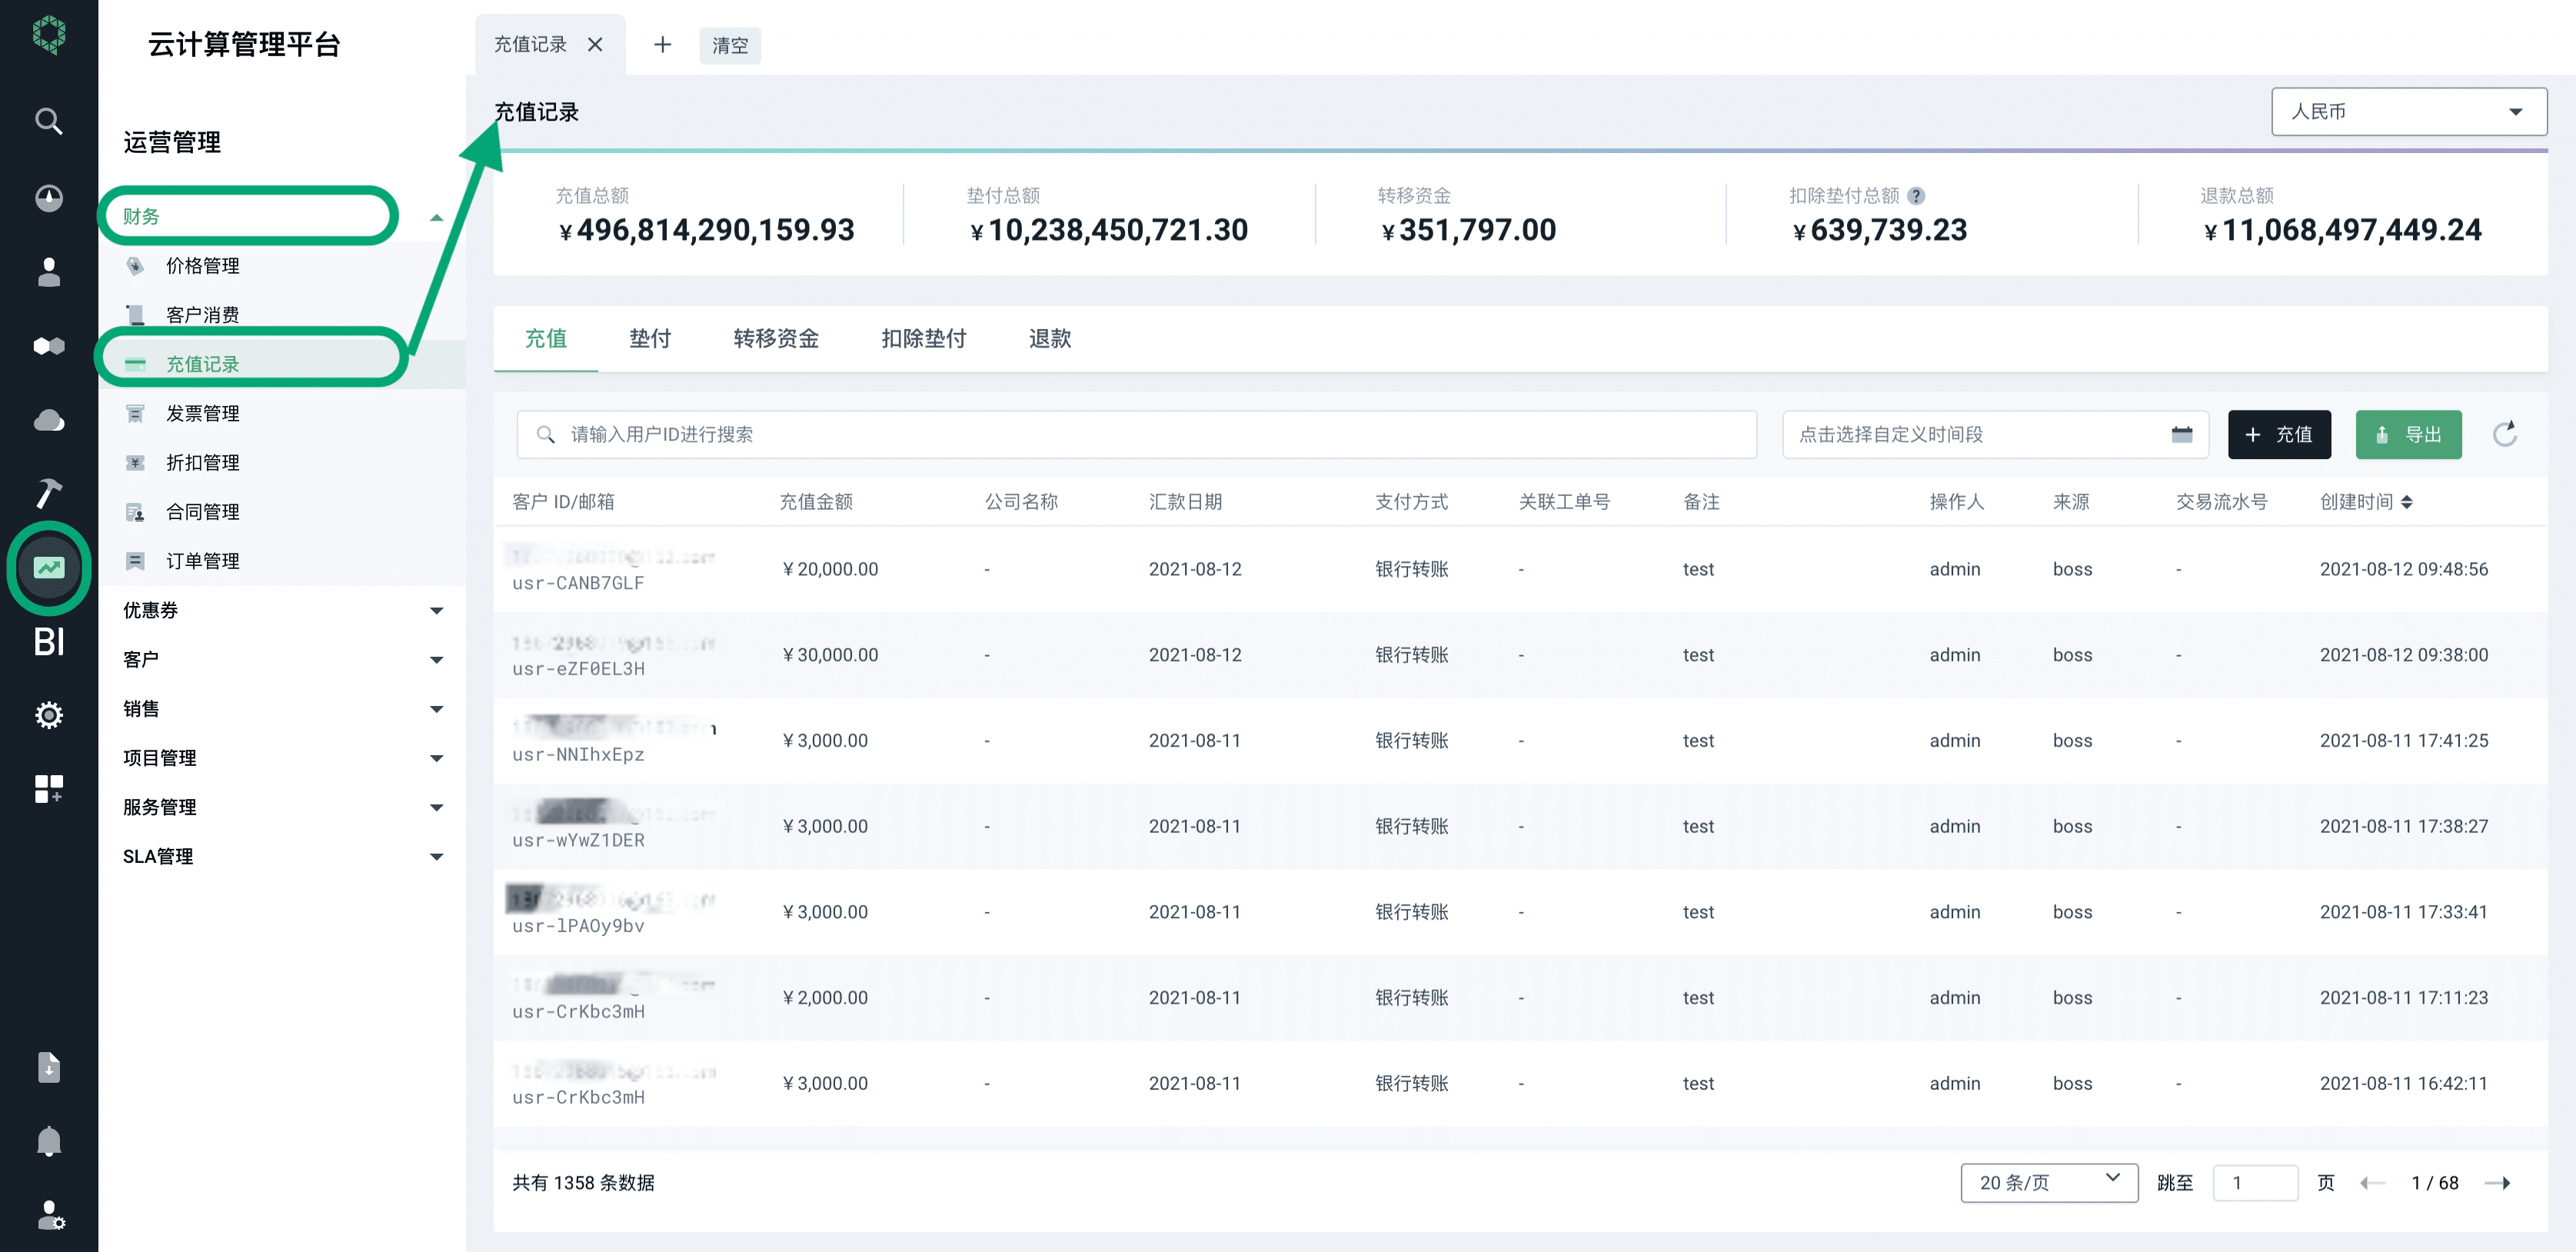 云计算管理平台
充值记录
清空
运营管理
财务
价格管理
客户消费
充值记录
发票管理
折扣管理
合同管理
订单管理
优惠券
客户
销售
项目管理
服务管理
SLA管理
BI
充值记录
人民币
充值总额
¥496,814,290,159.93
垫付总额
¥10,238,450,721.30
转移资金
¥351,797.00
扣除垫付总额 ?
¥639,739.23
退款总额
¥11,068,497,449.24
充值 垫付 转移资金 扣除垫付 退款
请输入用户ID进行搜索
点击选择自定义时间段
+ 充值
导出
客户 ID/邮箱 充值金额 公司名称 汇款日期 支付方式 关联工单号 备注 操作人 来源 交易流水号 创建时间
usr-CANB7GLF ¥20,000.00 - 2021-08-12 银行转账 - test admin boss - 2021-08-12 09:48:56
usr-eZF0EL3H ¥30,000.00 - 2021-08-12 银行转账 - test admin boss - 2021-08-12 09:38:00
usr-NNIhxEpz ¥3,000.00 - 2021-08-11 银行转账 - test admin boss - 2021-08-11 17:41:25
usr-wYwZ1DER ¥3,000.00 - 2021-08-11 银行转账 - test admin boss - 2021-08-11 17:38:27
usr-lPAOy9bv ¥3,000.00 - 2021-08-11 银行转账 - test admin boss - 2021-08-11 17:33:41
usr-CrKbc3mH ¥2,000.00 - 2021-08-11 银行转账 - test admin boss - 2021-08-11 17:11:23
usr-CrKbc3mH ¥3,000.00 - 2021-08-11 银行转账 - test admin boss - 2021-08-11 16:42:11
共有 1358 条数据
20 条/页
跳至 1 页
1 / 68